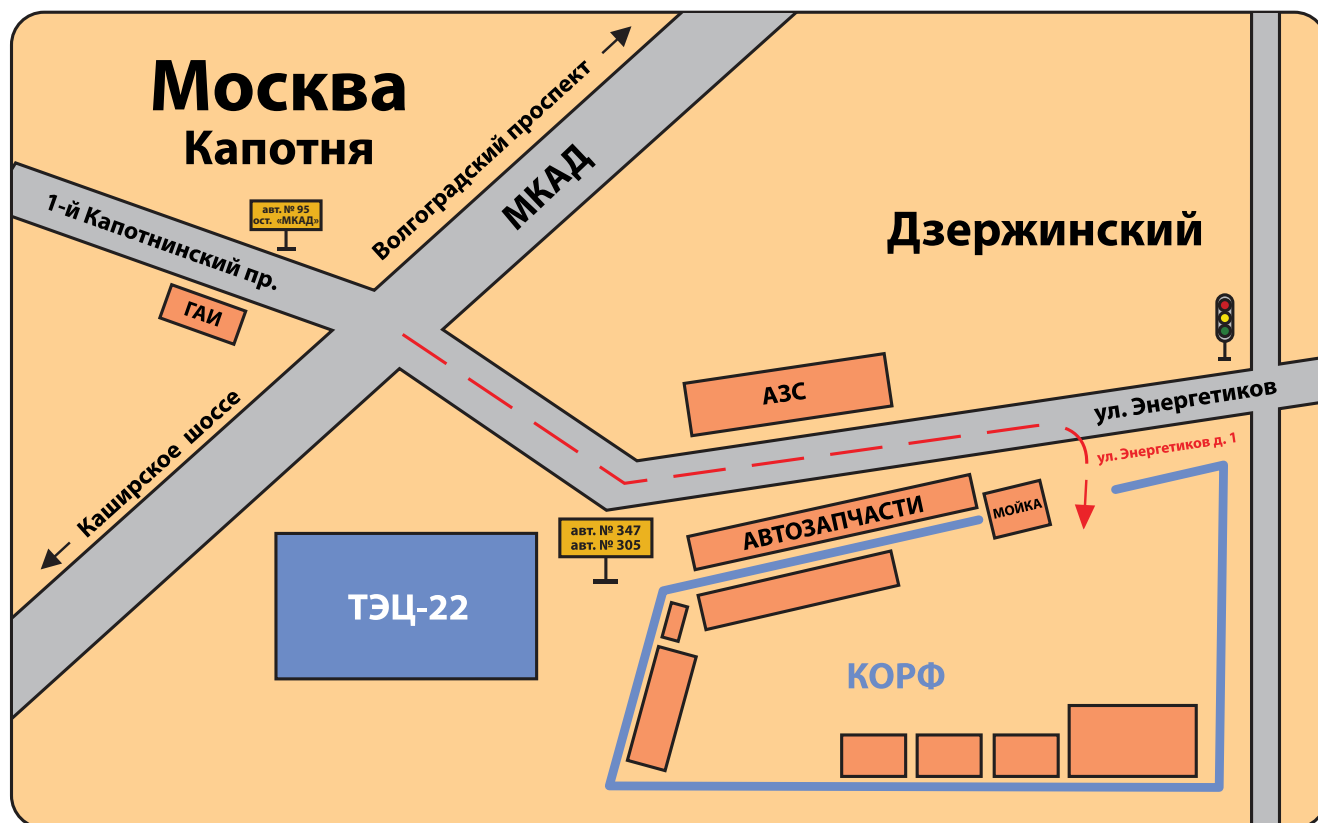 Москва
Капотня
Волгоградский проспект
МКАД
1-й Капотнинский пр.
авт. № 95
ост. «МКАД»
ГАИ
Дзержинский
Каширское шоссе
АЗС
ул. Энергетиков
ул. Энергетиков д. 1
АВТОЗАПЧАСТИ
МОЙКА
авт. № 347
авт. № 305
ТЭЦ-22
КОРФ